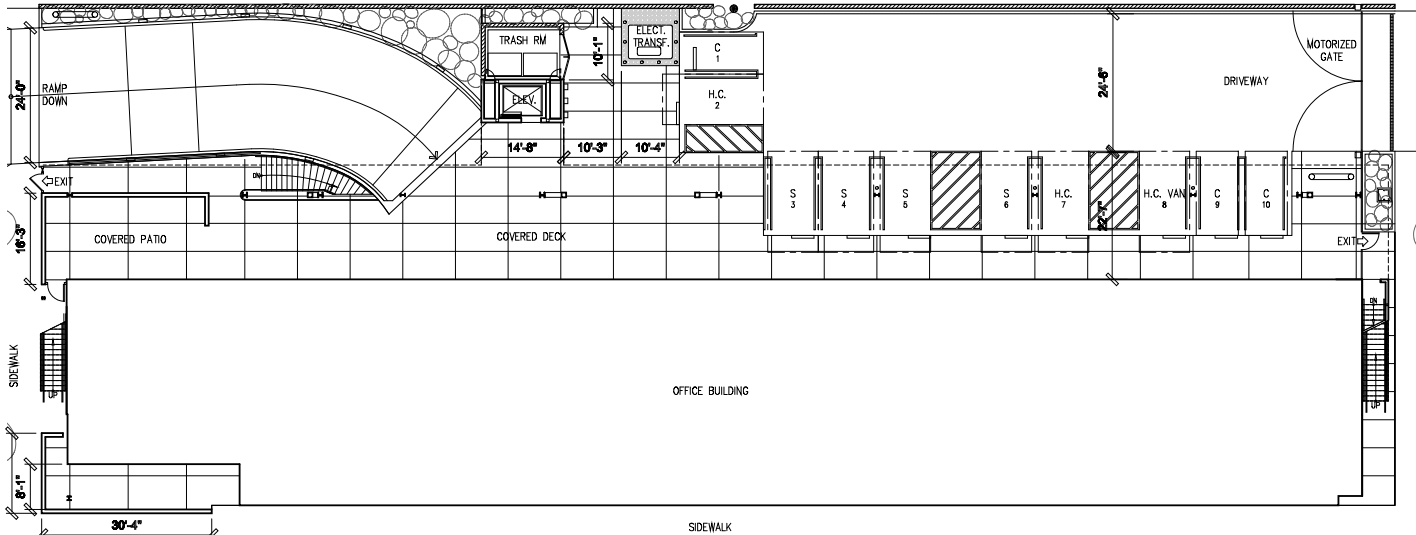 TRASH RM
ELECT.
TRANSF.
10'-1"
C
1
MOTORIZED
GATE
DRIVEWAY
24'-6"
24'-0"
RAMP
DOWN
ELEV.
H.C.
2
14'-8"
10'-3"
10'-4"
EXIT
DN
S
3
S
4
S
5
S
6
H.C.
7
H.C. VAN
8
C
9
C
10
22'-7"
16'-3"
COVERED PATIO
COVERED DECK
EXIT
DN
SIDEWALK
UP
OFFICE BUILDING
UP
8'-1"
30'-4"
SIDEWALK